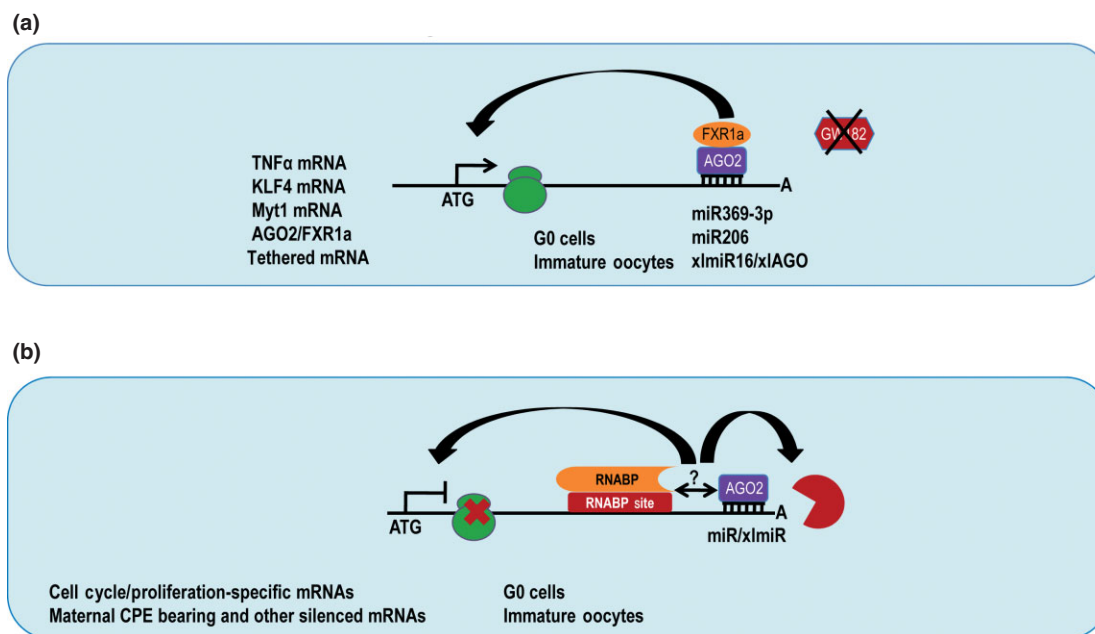 (a)
FXR1a
GW182
AGO2
TNFα mRNA
KLF4 mRNA
Myt1 mRNA
AGO2/FXR1a
Tethered mRNA
ATG
A
G0 cells
Immature oocytes
miR369-3p
miR206
xlmiR16/xlAGO
(b)
RNABP
?
AGO2
RNABP site
ATG
A
miR/xlmiR
Cell cycle/proliferation-specific mRNAs
Maternal CPE bearing and other silenced mRNAs
G0 cells
Immature oocytes